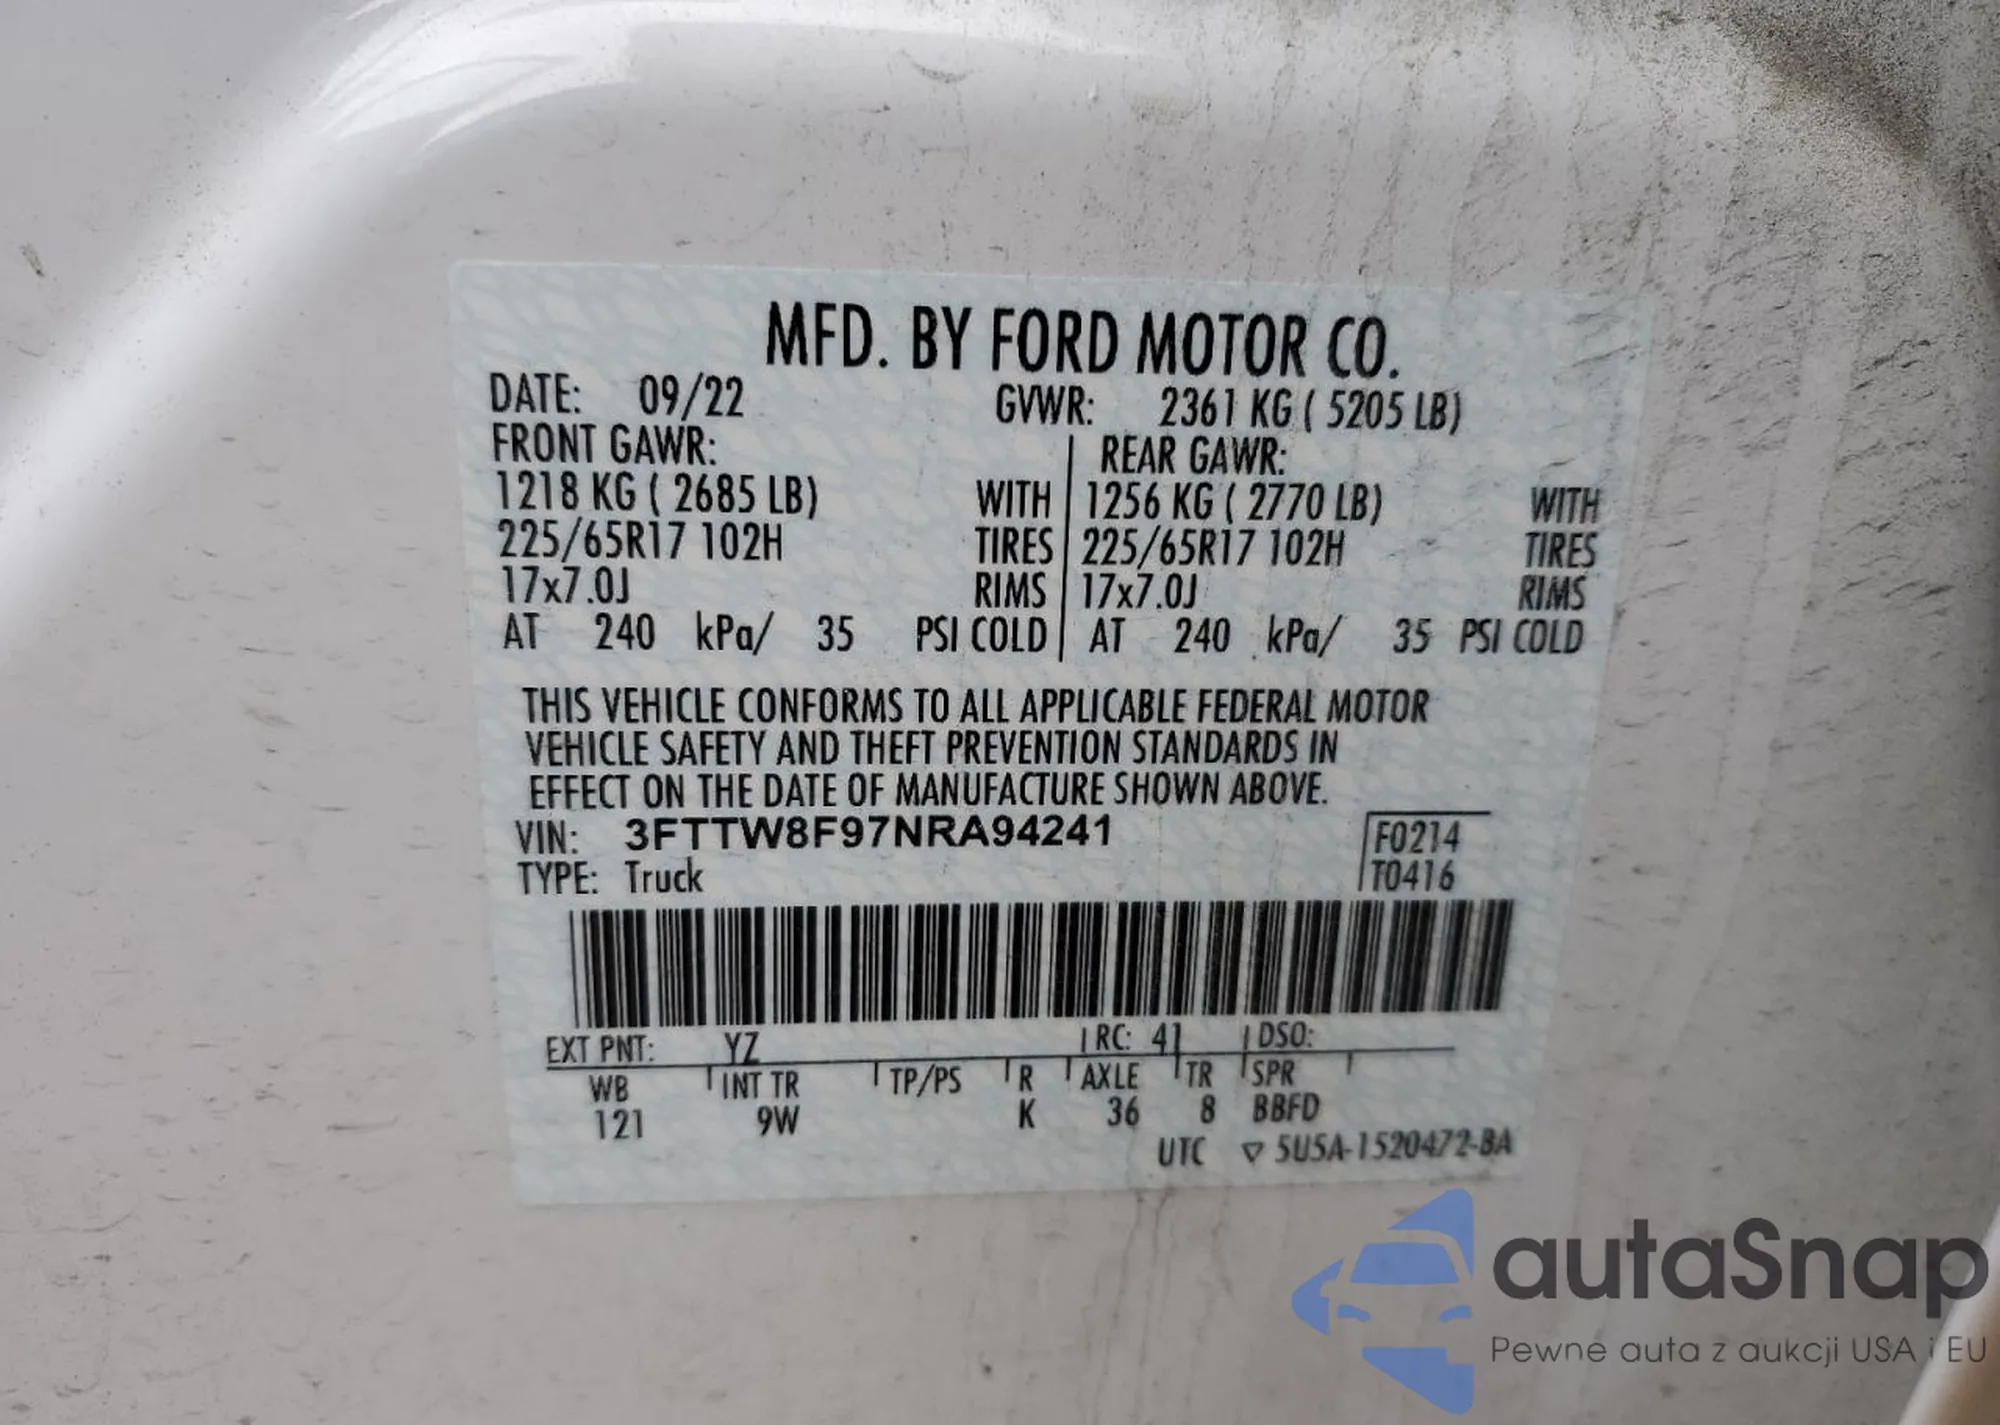 MFD. BY FORD MOTOR CO.
DATE: 09/22 GVWR: 2361 KG ( 5205 LB)
FRONT GAWR: REAR GAWR:
1218 KG ( 2685 LB) WITH 1256 KG ( 2770 LB) WITH
225/65R17 102H TIRES 225/65R17 102H TIRES
17x7.0J RIMS 17x7.0J RIMS
AT 240 kPa/ 35 PSI COLD AT 240 kPa/ 35 PSI COLD
THIS VEHICLE CONFORMS TO ALL APPLICABLE FEDERAL MOTOR
VEHICLE SAFETY AND THEFT PREVENTION STANDARDS IN
EFFECT ON THE DATE OF MANUFACTURE SHOWN ABOVE.
VIN: 3FTTW8F97NRA94241 F0214
TYPE: Truck T0416
EXT PNT: YZ RC: 41 DSO:
WB INT TR TP/PS R AXLE TR SPR
121 9W K 36 8 BBFD
UTC ▽ 5U5A-1520472-BA
autaSnap
Pewne auta z aukcji USA i EU